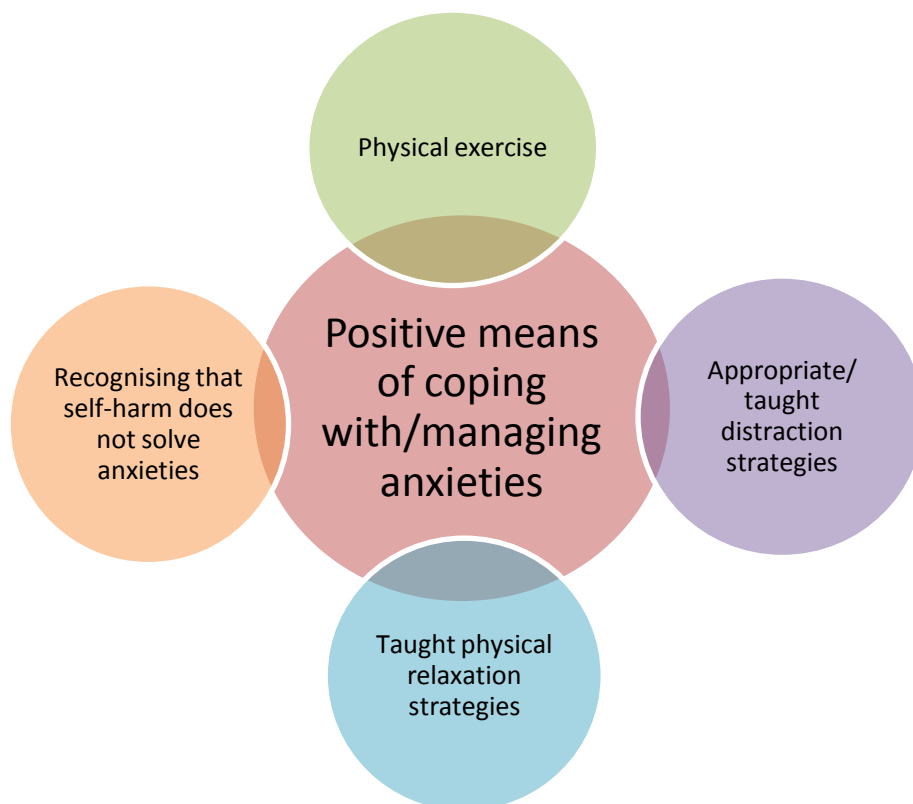 Physical exercise
Positive means
of coping
with/managing
anxieties
Recognising that
self-harm does
not solve
anxieties
Appropriate/
taught
distraction
strategies
Taught physical
relaxation
strategies